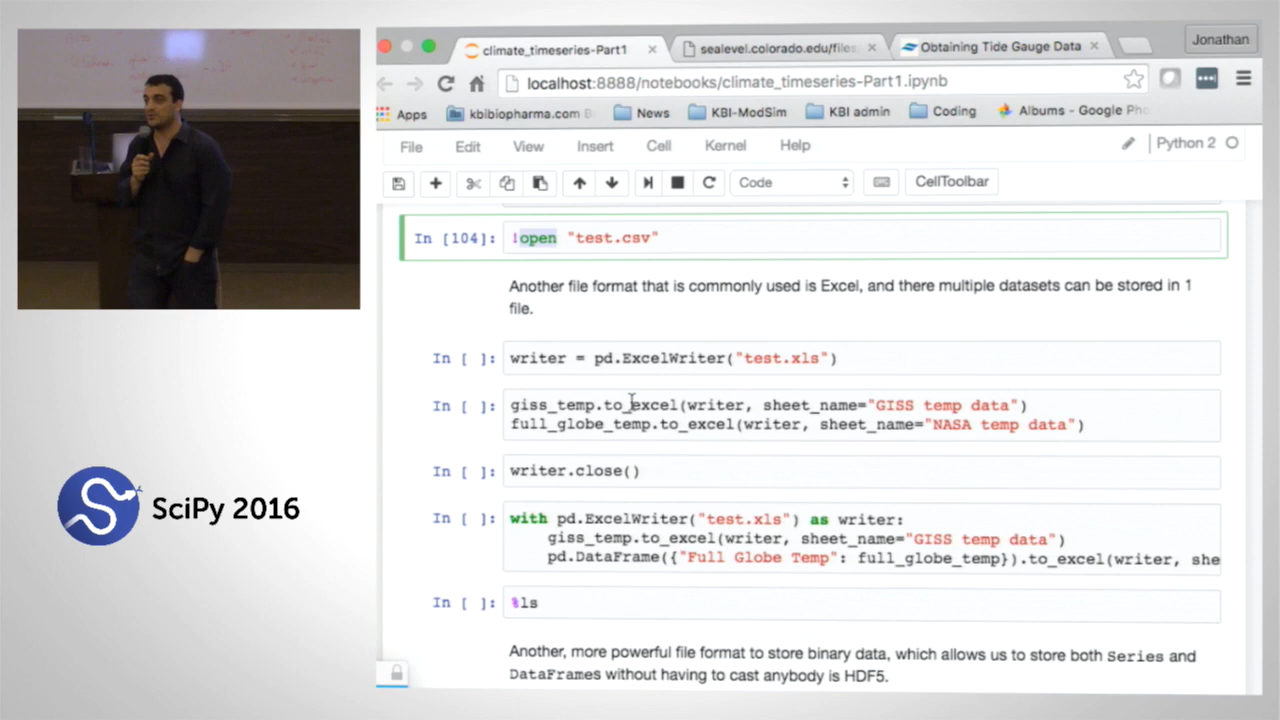 climate_timeseries-Part1
sealevel.colorado.edu/files
Obtaining Tide Gauge Data
Jonathan
localhost:8888/notebooks/climate_timeseries-Part1.ipynb
Apps
kbibiopharma.com B
News
KBI-ModSim
KBI admin
Coding
Albums - Google Pho
File Edit View Insert Cell Kernel Help
Python 2
Code
CellToolbar
In [104]: !open "test.csv"
Another file format that is commonly used is Excel, and there multiple datasets can be stored in 1
file.
In [ ]: writer = pd.ExcelWriter("test.xls")
In [ ]: giss_temp.to_excel(writer, sheet_name="GISS temp data")
full_globe_temp.to_excel(writer, sheet_name="NASA temp data")
In [ ]: writer.close()
In [ ]: with pd.ExcelWriter("test.xls") as writer:
giss_temp.to_excel(writer, sheet_name="GISS temp data")
pd.DataFrame({"Full Globe Temp": full_globe_temp}).to_excel(writer, she
In [ ]: %ls
Another, more powerful file format to store binary data, which allows us to store both Series and
DataFrames without having to cast anybody is HDF5.
SciPy 2016